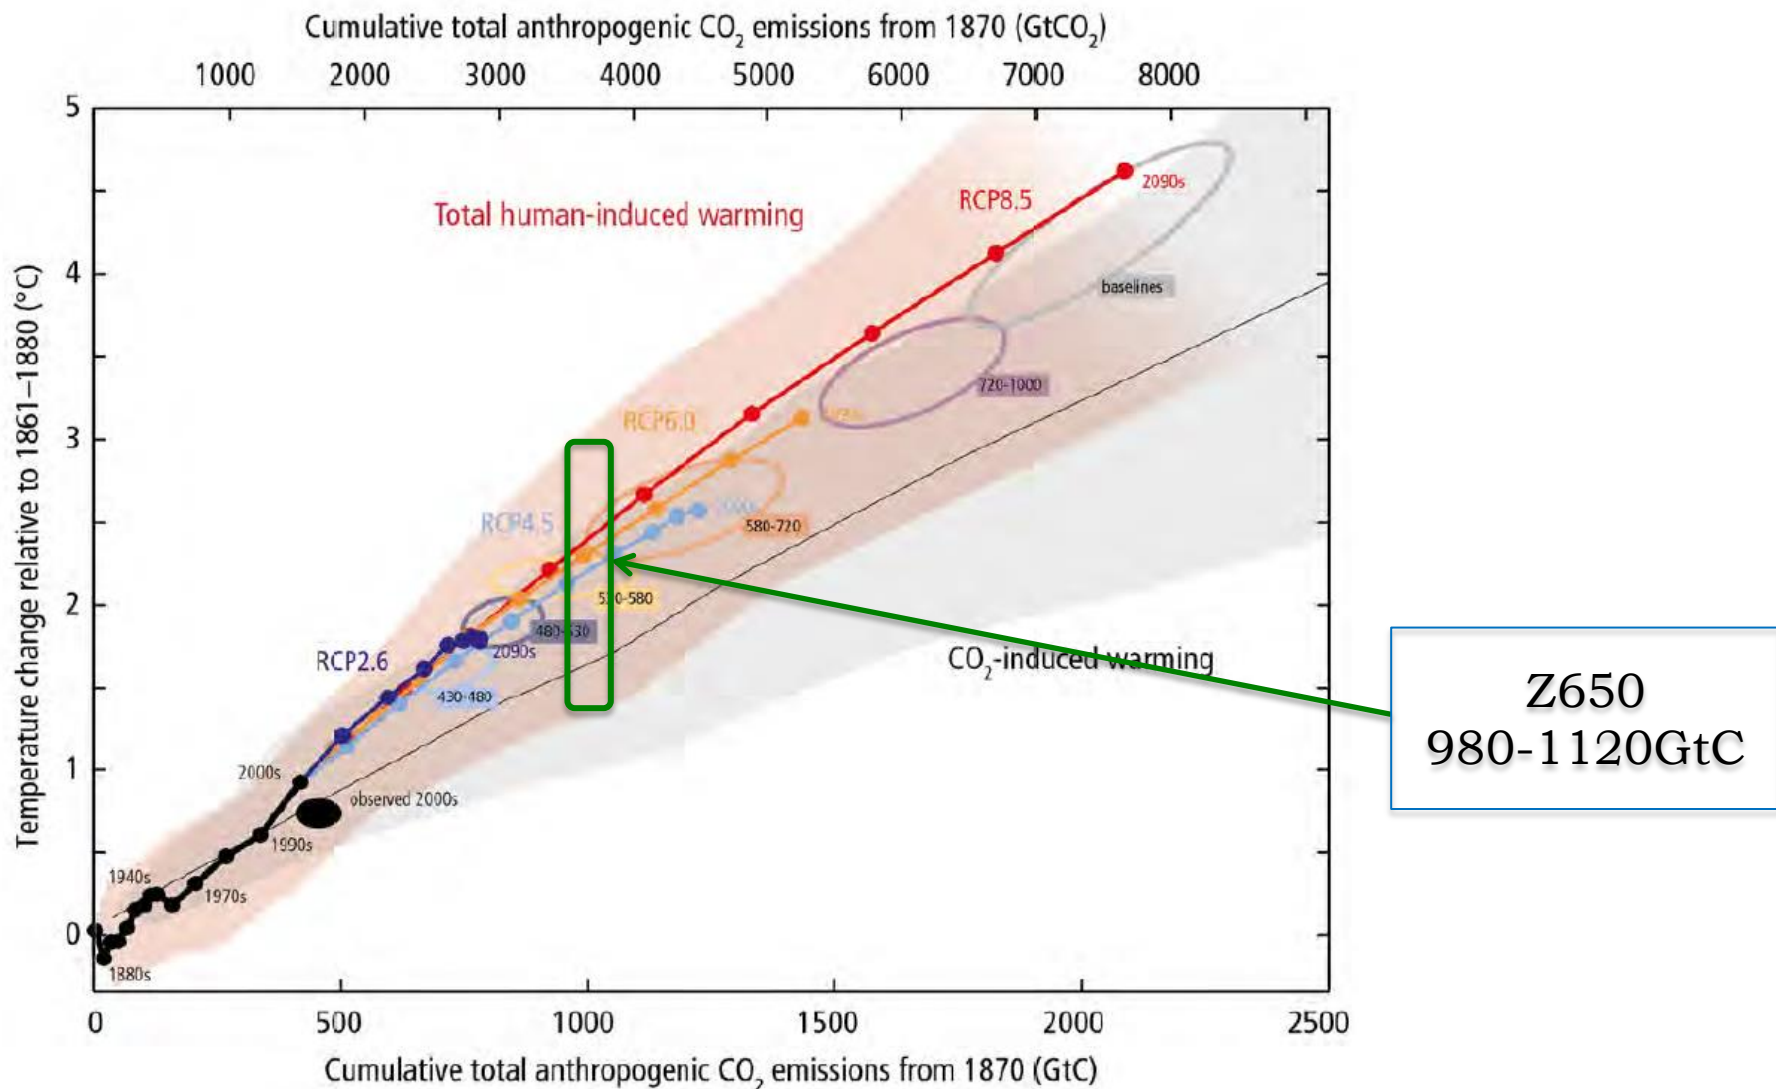 Cumulative total anthropogenic CO₂ emissions from 1870 (GtCO₂)
1000 2000 3000 4000 5000 6000 7000 8000
Temperature change relative to 1861–1880 (°C)
5
4
3
2
1
0
Total human-induced warming
RCP8.5
2090s
baselines
720-1000
RCP6.0
RCP4.5
580-720
530-580
480-530
2090s
RCP2.6
430-480
CO₂-induced warming
2000s
observed 2000s
1990s
1940s
1970s
1880s
0 500 1000 1500 2000 2500
Cumulative total anthropogenic CO₂ emissions from 1870 (GtC)
Z650
980-1120GtC